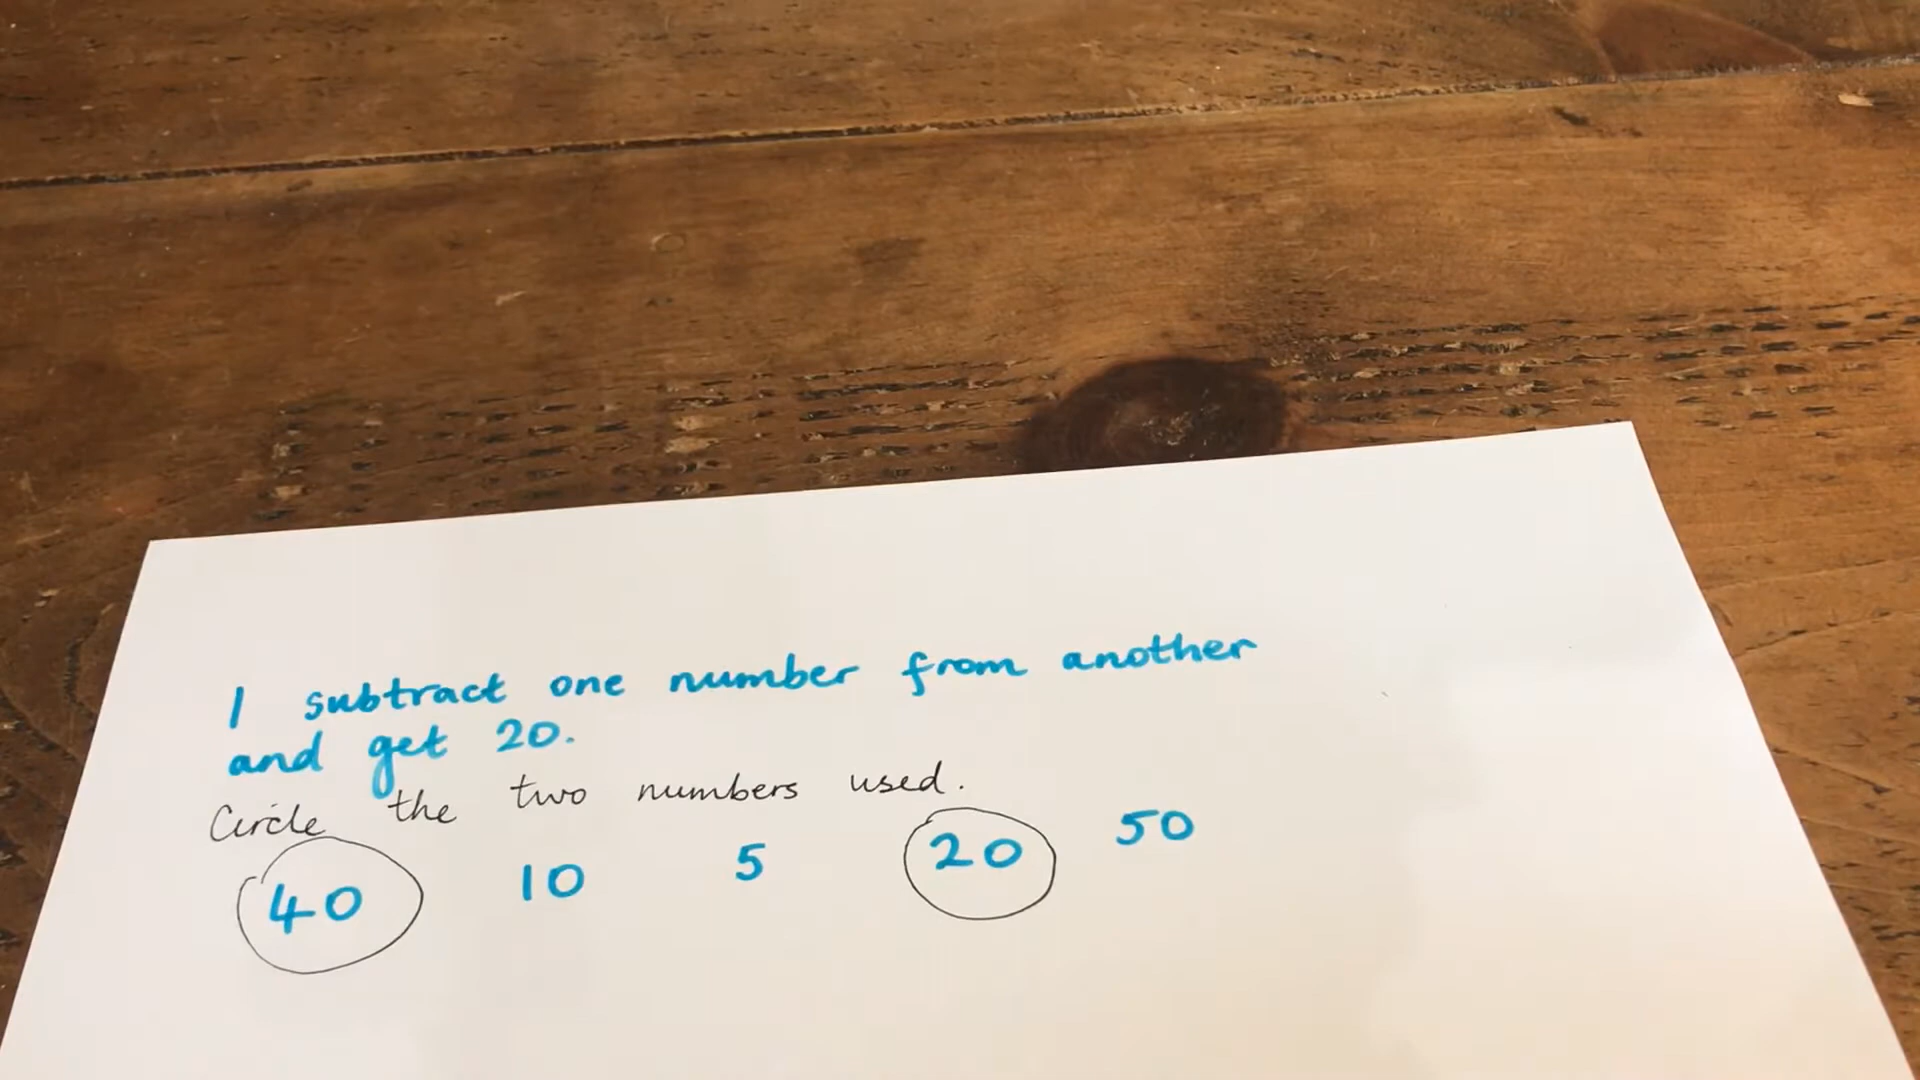 I subtract one number from another
and get 20.
Circle the two numbers used.
40 10 5 20 50